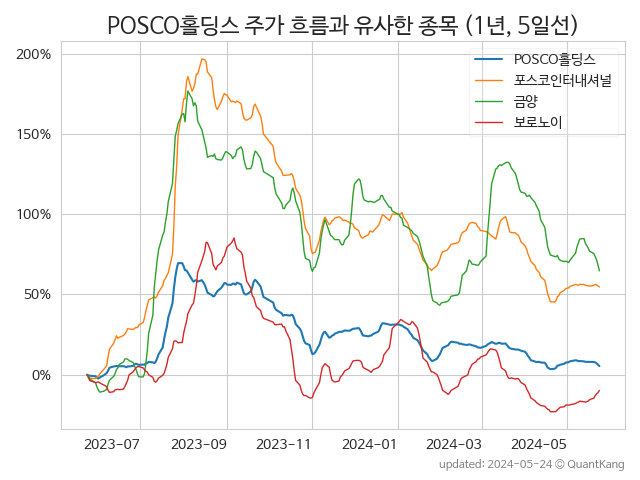 POSCO홀딩스 주가 흐름과 유사한 종목 (1년, 5일선)
POSCO홀딩스
포스코인터내셔널
금양
보로노이
200%
150%
100%
50%
0%
2023-07
2023-09
2023-11
2024-01
2024-03
2024-05
updated: 2024-05-24 © QuantKang